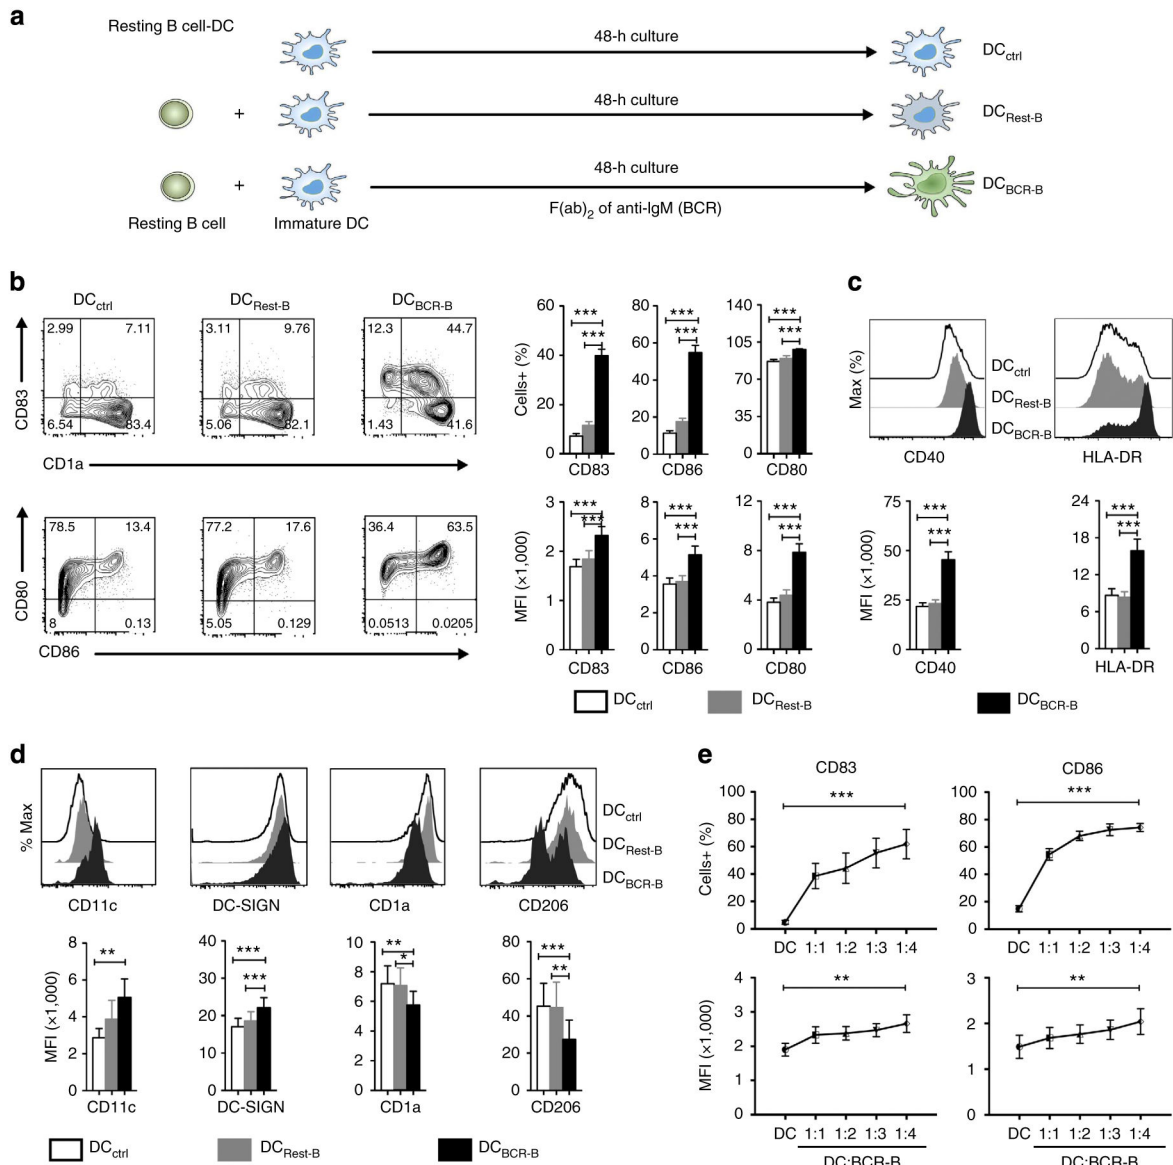 a
Resting B cell-DC
48-h culture
DCctrl
+
48-h culture
DCRest-B
+
48-h culture
DCBCR-B
F(ab)2 of anti-IgM (BCR)
Resting B cell
Immature DC
b
DCctrl
DCRest-B
DCBCR-B
2.99
7.11
3.11
9.76
12.3
44.7
6.54
83.4
5.06
82.1
1.43
41.6
CD83
CD1a
78.5
13.4
77.2
17.6
36.4
63.5
8
0.13
5.05
0.129
0.0513
0.0205
CD80
CD86
Cells+ (%)
60
40
20
0
***
***
CD83
80
60
40
20
0
***
***
CD86
140
105
70
35
0
***
***
CD80
MFI (×1,000)
3
2
1
0
***
***
CD83
8
6
4
2
0
***
***
CD86
12
8
4
0
***
***
CD80
c
Max (%)
DCctrl
DCRest-B
DCBCR-B
CD40
HLA-DR
MFI (×1,000)
75
50
25
0
***
***
CD40
24
18
12
6
0
***
***
HLA-DR
DCctrl
DCRest-B
DCBCR-B
d
% Max
DCctrl
DCRest-B
DCBCR-B
CD11c
DC-SIGN
CD1a
CD206
MFI (×1,000)
8
6
4
2
0
**
CD11c
40
30
20
10
0
***
***
DC-SIGN
10
8
6
4
2
0
**
*
CD1a
80
60
40
20
0
***
**
CD206
DCctrl
DCRest-B
DCBCR-B
e
CD83
Cells+ (%)
100
80
60
40
20
0
***
DC 1:1 1:2 1:3 1:4
CD86
100
80
60
40
20
0
***
DC 1:1 1:2 1:3 1:4
MFI (×1,000)
4
3
2
1
0
**
DC 1:1 1:2 1:3 1:4
DC:BCR-B
3
2
1
0
**
DC 1:1 1:2 1:3 1:4
DC:BCR-B